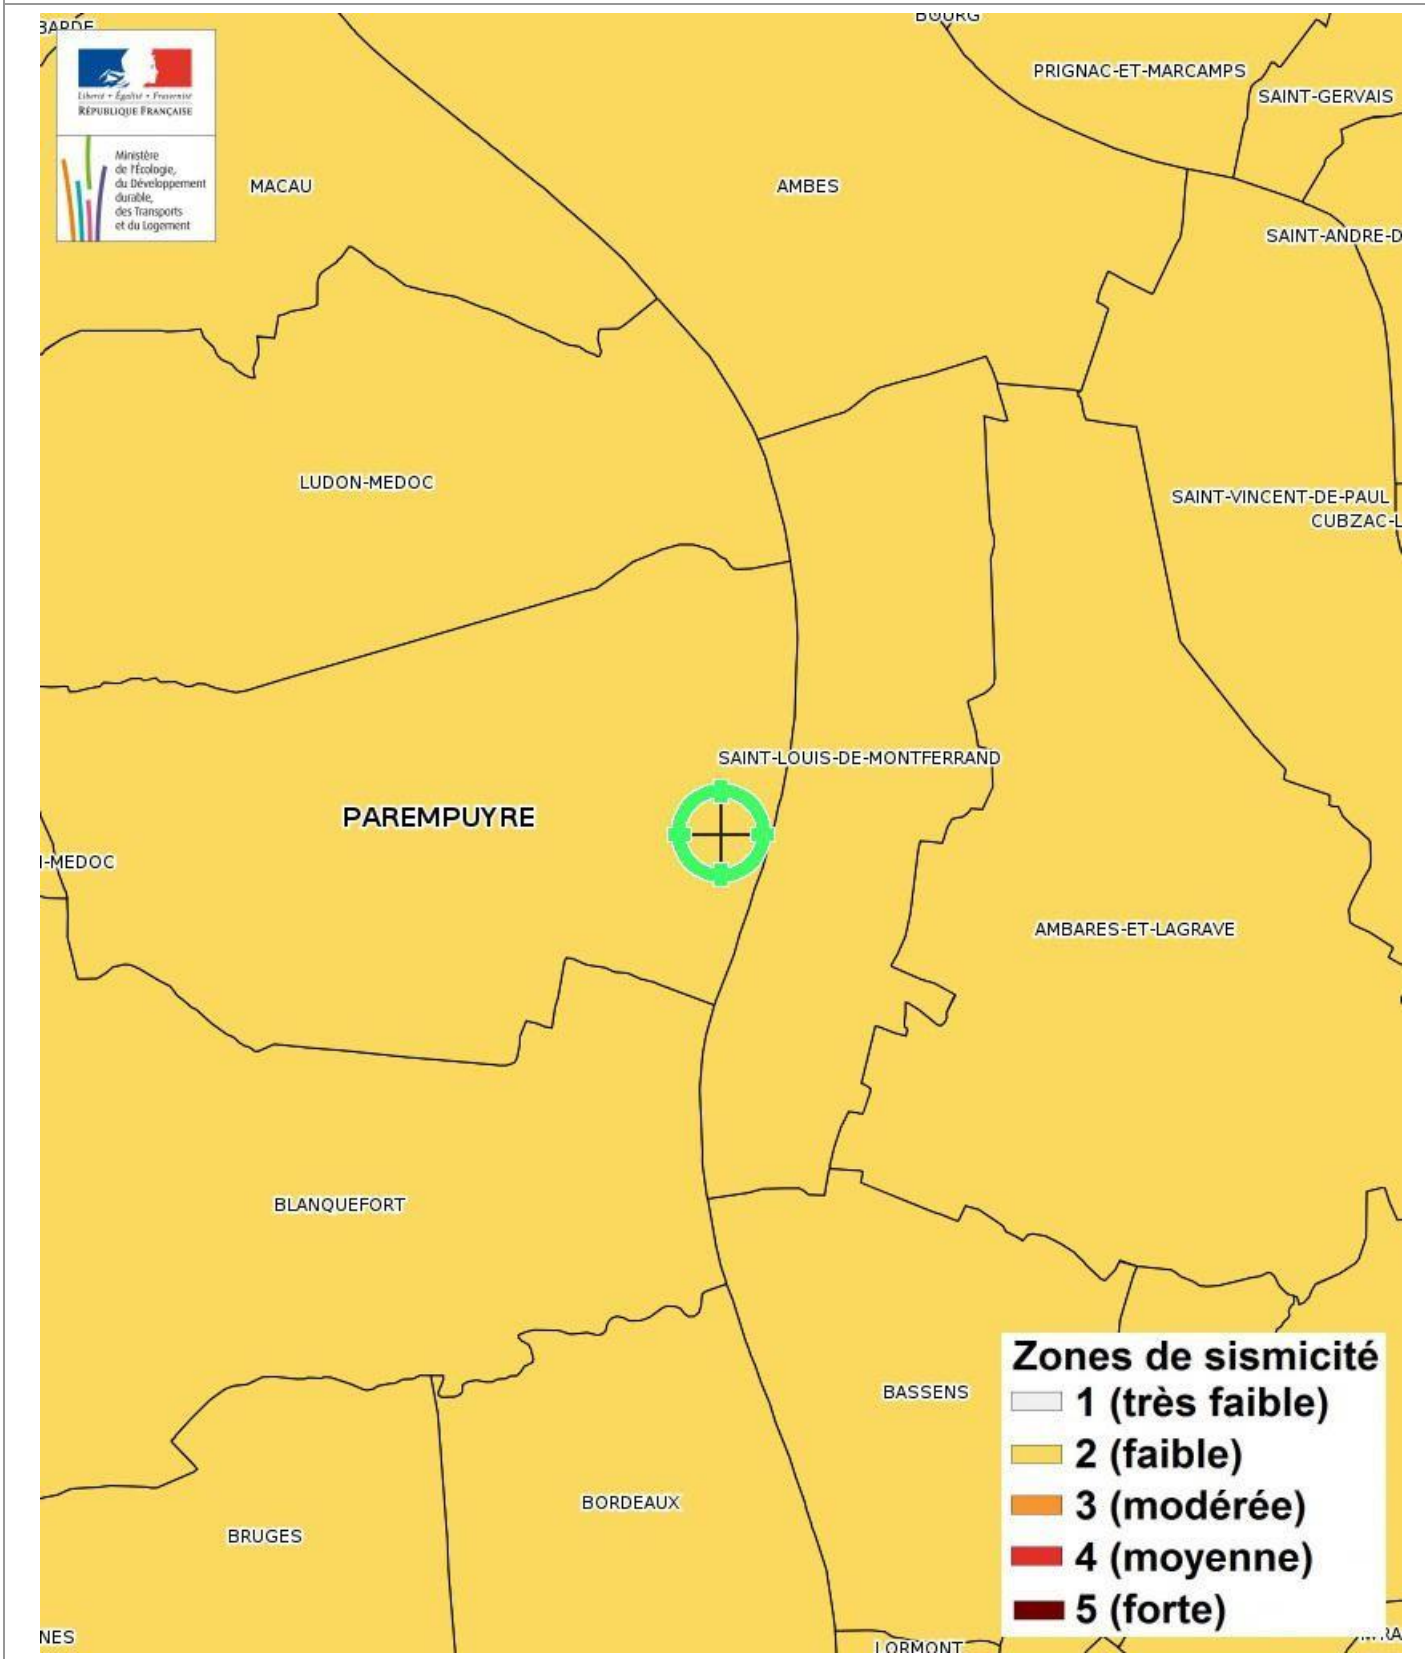 BARDE
BOURG
PRIGNAC-ET-MARCAMPS
SAINT-GERVAIS
Liberté • Égalité • Fraternité
RÉPUBLIQUE FRANÇAISE
Ministère
de l'Écologie,
du Développement
durable,
des Transports
et du Logement
MACAU
AMBES
SAINT-ANDRE-D
LUDON-MEDOC
SAINT-VINCENT-DE-PAUL
CUBZAC-L
SAINT-LOUIS-DE-MONTFERRAND
PAREMPUYRE
I-MEDOC
AMBARES-ET-LAGRAVE
BLANQUEFORT
BASSENS
BORDEAUX
BRUGES
NES
LORMONT
Zones de sismicité
1 (très faible)
2 (faible)
3 (modérée)
4 (moyenne)
5 (forte)